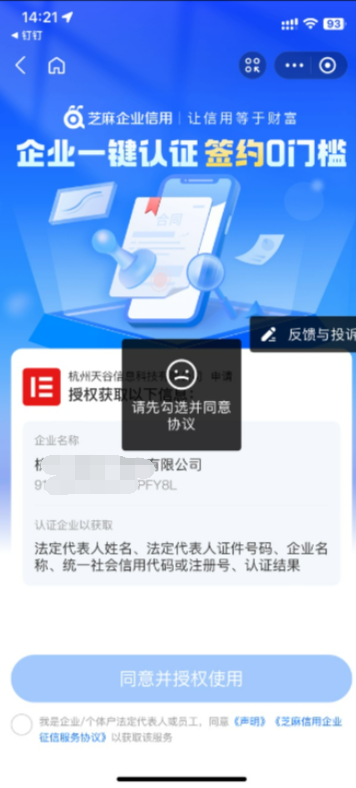 14:21
93
钉钉
芝麻企业信用 | 让信用等于财富
企业一键认证 签约0门槛
合同
反馈与投诉
杭州天谷信息科技有 申请
授权获取以下信息：
请先勾选并同意
协议
企业名称
有限公司
91 PFY8L
认证企业以获取
法定代表人姓名、法定代表人证件号码、企业名
称、统一社会信用代码或注册号、认证结果
同意并授权使用
我是企业/个体户法定代表人或员工，同意《声明》《芝麻信用企业
征信服务协议》以获取该服务